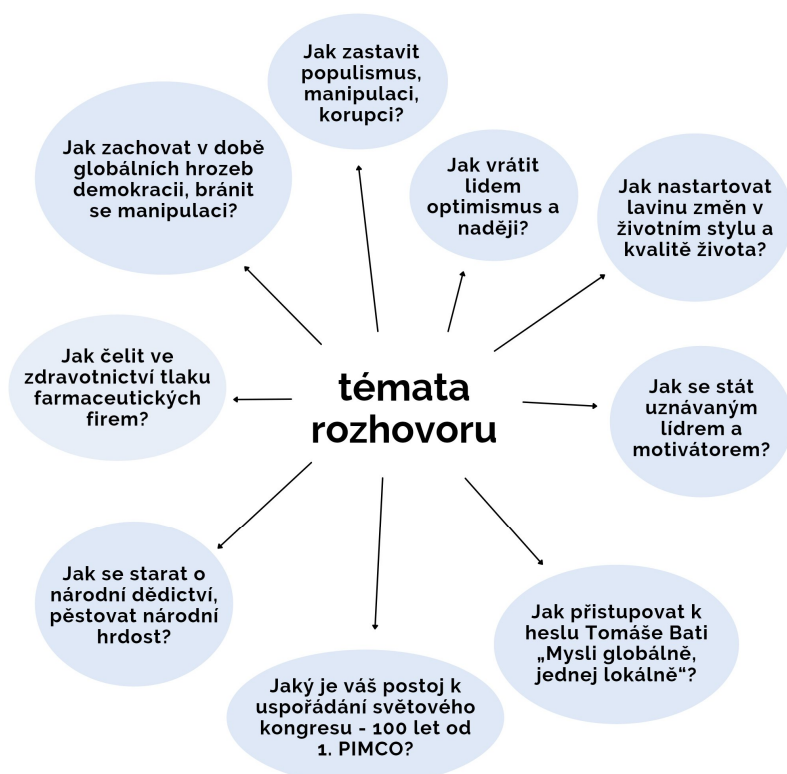 Jak zastavit
populismus,
manipulaci,
korupci?
Jak zachovat v době
globálních hrozeb
demokracii, bránit
se manipulaci?
Jak vrátit
lidem
optimismus a
naději?
Jak nastartovat
lavinu změn v
životním stylu a
kvalitě života?
Jak čelit ve
zdravotnictví tlaku
farmaceutických
firem?
témata
rozhovoru
Jak se stát
uznávaným
lídrem a
motivátorem?
Jak se starat o
národní dědictví,
pěstovat národní
hrdost?
Jaký je váš postoj k
uspořádání světového
kongresu - 100 let od
1. PIMCO?
Jak přistupovat k
heslu Tomáše Bati
„Mysli globálně,
jednej lokálně“?